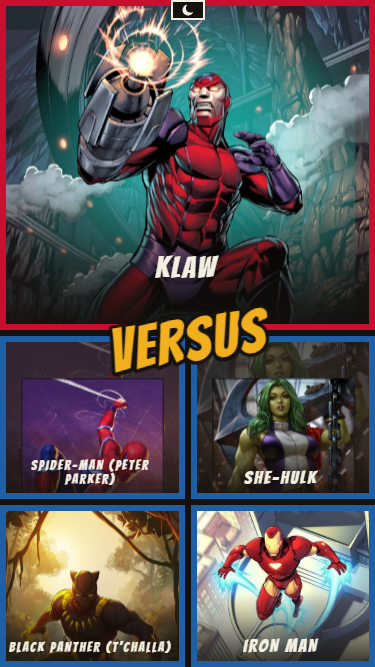 KLAW
VERSUS
SPIDER-MAN (PETER
PARKER)
SHE-HULK
BLACK PANTHER (T'CHALLA)
IRON MAN